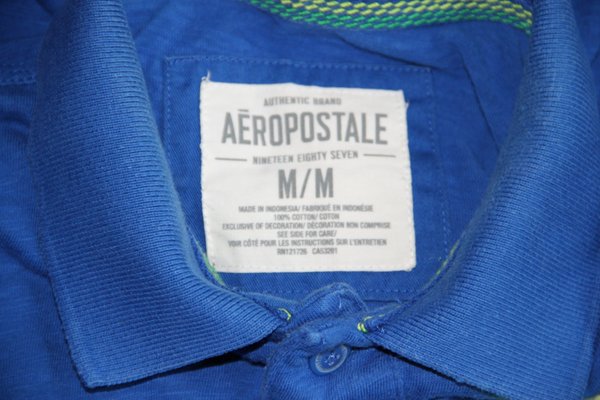 AUTHENTIC BRAND
AĒROPOSTALE
NINETEEN EIGHTY SEVEN
M/M
MADE IN INDONESIA/ FABRIQUÉ EN INDONÉSIE
100% COTTON/ COTON
EXCLUSIVE OF DECORATION/ DÉCORATION NON COMPRISE
SEE SIDE FOR CARE/
VOIR CÔTÉ POUR LES INSTRUCTIONS SUR L'ENTRETIEN
RN121726 CA53201